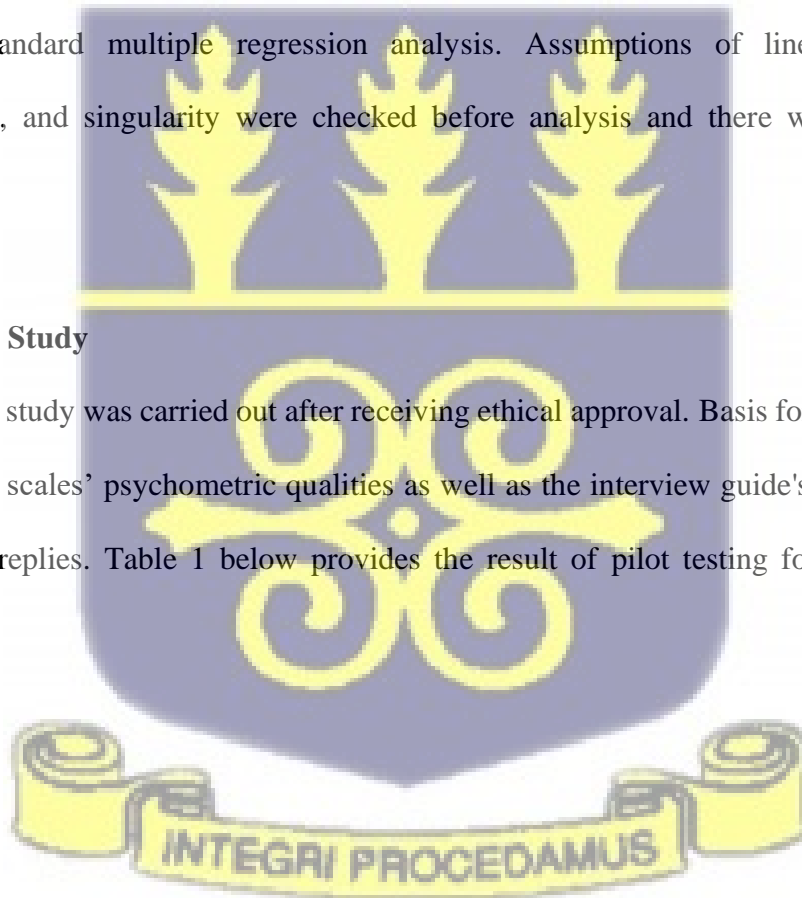 andard multiple regression analysis. Assumptions of line
, and singularity were checked before analysis and there w
Study
study was carried out after receiving ethical approval. Basis fo
scales’ psychometric qualities as well as the interview guide's
replies. Table 1 below provides the result of pilot testing fo
INTEGRI PROCEDAMUS